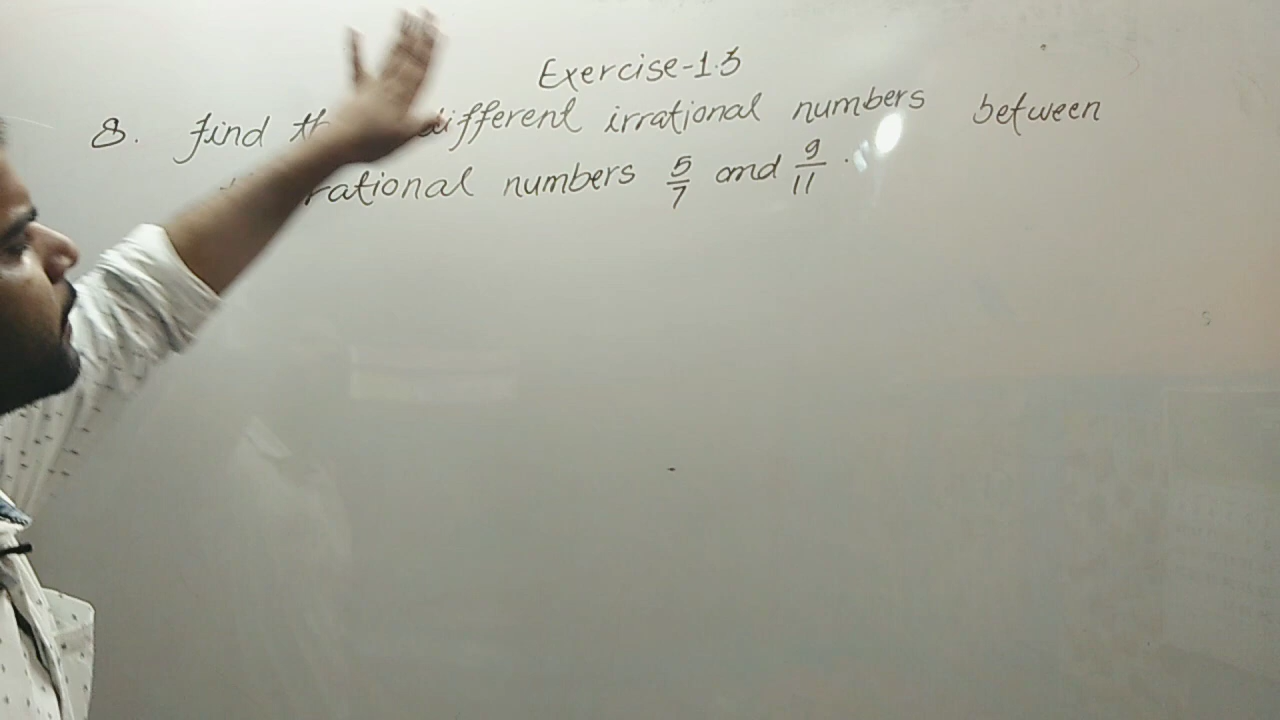 Exercise-1.3
8. find different irrational numbers between
rational numbers 5/7 and 9/11.